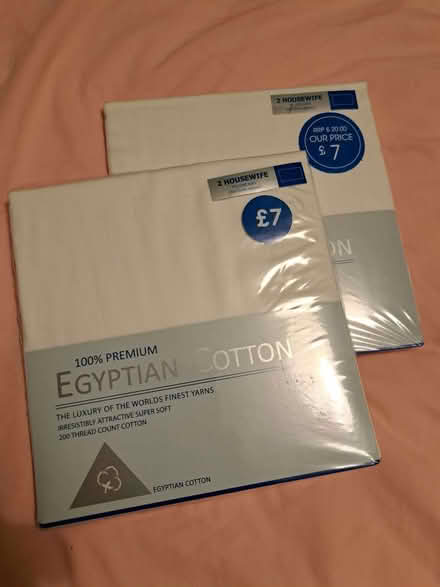 2 HOUSEWIFE
RRP £ 20.00
OUR PRICE
£ 7
ON
2 HOUSEWIFE
£7
100% PREMIUM
EGYPTIAN COTTON
THE LUXURY OF THE WORLDS FINEST YARNS
IRRESISTIBLY ATTRACTIVE SUPER SOFT
200 THREAD COUNT COTTON
EGYPTIAN COTTON